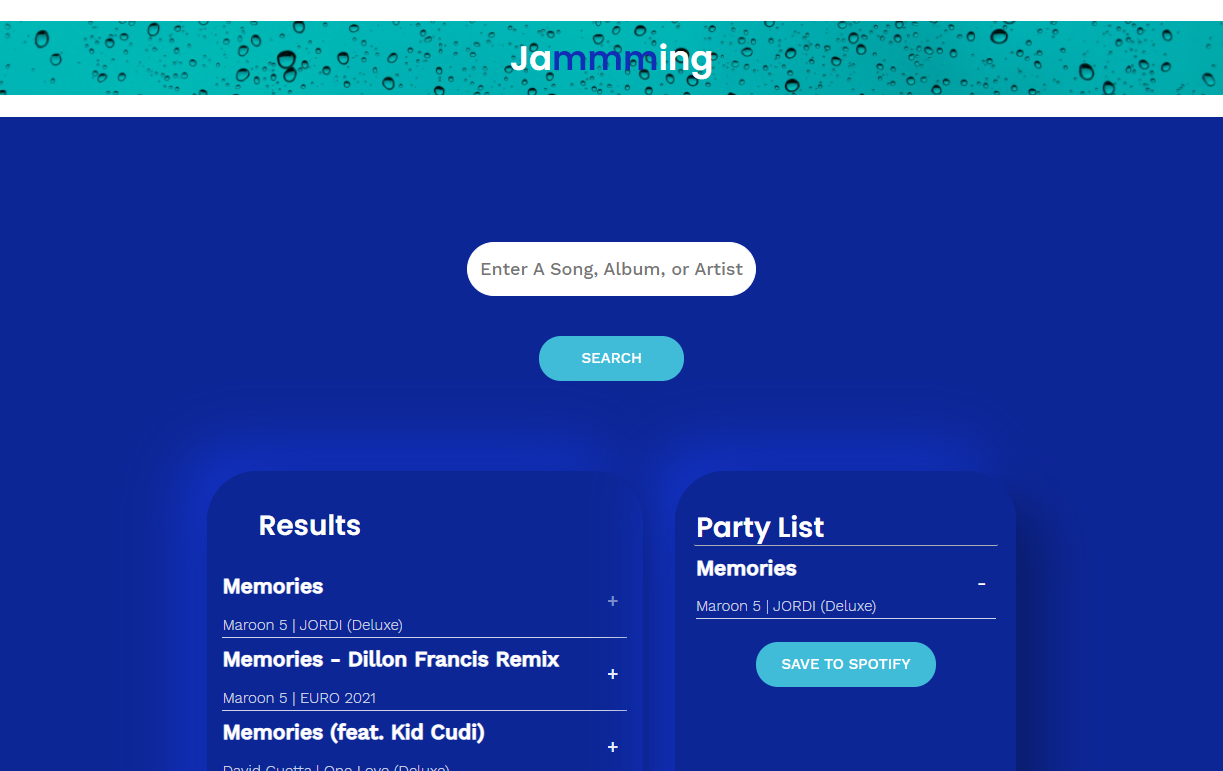 Jammming
Enter A Song, Album, or Artist
SEARCH
Results
Memories
+
Maroon 5 | JORDI (Deluxe)
Memories - Dillon Francis Remix
+
Maroon 5 | EURO 2021
Memories (feat. Kid Cudi)
+
David Guetta | One Love (Deluxe)
Party List
Memories
-
Maroon 5 | JORDI (Deluxe)
SAVE TO SPOTIFY